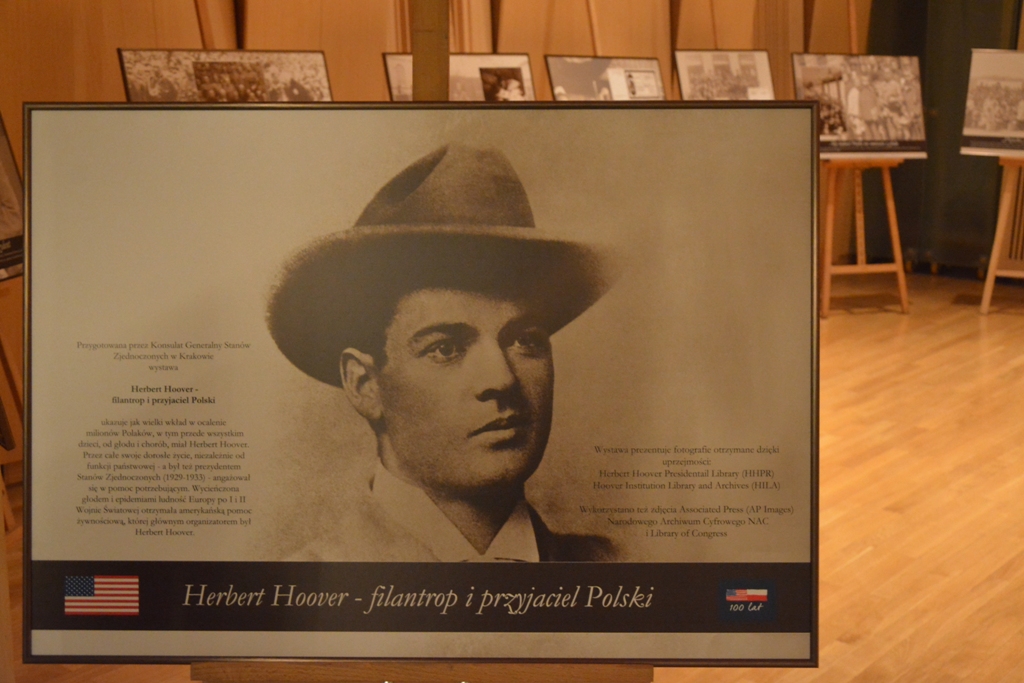 Przygotowana przez Konsulat Generalny Stanów
Zjednoczonych w Krakowie
wystawa
Herbert Hoover -
filantrop i przyjaciel Polski
ukazuje jak wielki wkład w ocalenie
milionów Polaków, w tym przede wszystkim
dzieci, od głodu i chorób, miał Herbert Hoover.
Przez całe swoje dorosłe życie, niezależnie od
funkcji państwowej - a był też prezydentem
Stanów Zjednoczonych (1929-1933) - angażował
się w pomoc potrzebującym. Wycieńczona
głodem i epidemiami ludność Europy po I i II
Wojnie Światowej otrzymała amerykańską pomoc
żywnościową, której głównym organizatorem był
Herbert Hoover.
Wystawa prezentuje fotografie otrzymane dzięki
uprzejmości:
Herbert Hoover Presidentail Library (HHPR)
Hoover Institution Library and Archives (HILA)
Wykorzystano też zdjęcia Associated Press (AP Images)
Narodowego Archiwum Cyfrowego NAC
i Library of Congress
Herbert Hoover - filantrop i przyjaciel Polski
100 lat